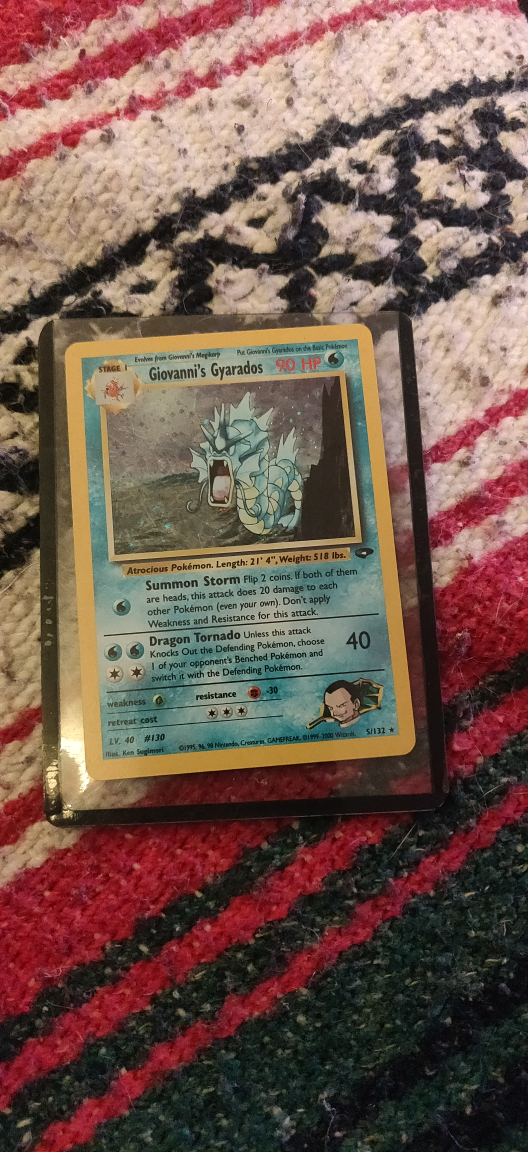 Evolves from Giovanni's Magikarp Put Giovanni's Gyarados on the Basic Pokémon
STAGE 1 Giovanni's Gyarados 90 HP
Atrocious Pokémon. Length: 21' 4", Weight: 518 lbs.
Summon Storm Flip 2 coins. If both of them
are heads, this attack does 20 damage to each
other Pokémon (even your own). Don't apply
Weakness and Resistance for this attack.
Dragon Tornado Unless this attack
Knocks Out the Defending Pokémon, choose
1 of your opponent's Benched Pokémon and
switch it with the Defending Pokémon.
40
weakness resistance -30
retreat cost
LV. 40 #130
Illus. Ken Sugimori ©1995, 96, 98 Nintendo, Creatures, GAMEFREAK. ©1999-2000 Wizards. 5/132 ★